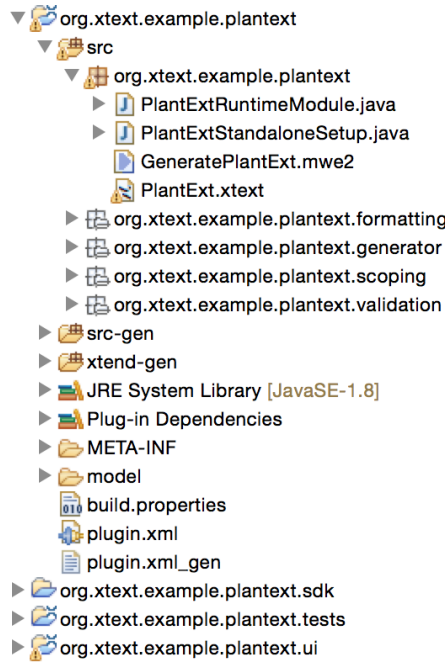 org.xtext.example.plantext
src
org.xtext.example.plantext
PlantExtRuntimeModule.java
PlantExtStandaloneSetup.java
GeneratePlantExt.mwe2
PlantExt.xtext
org.xtext.example.plantext.formatting
org.xtext.example.plantext.generator
org.xtext.example.plantext.scoping
org.xtext.example.plantext.validation
src-gen
xtend-gen
JRE System Library [JavaSE-1.8]
Plug-in Dependencies
META-INF
model
build.properties
plugin.xml
plugin.xml_gen
org.xtext.example.plantext.sdk
org.xtext.example.plantext.tests
org.xtext.example.plantext.ui